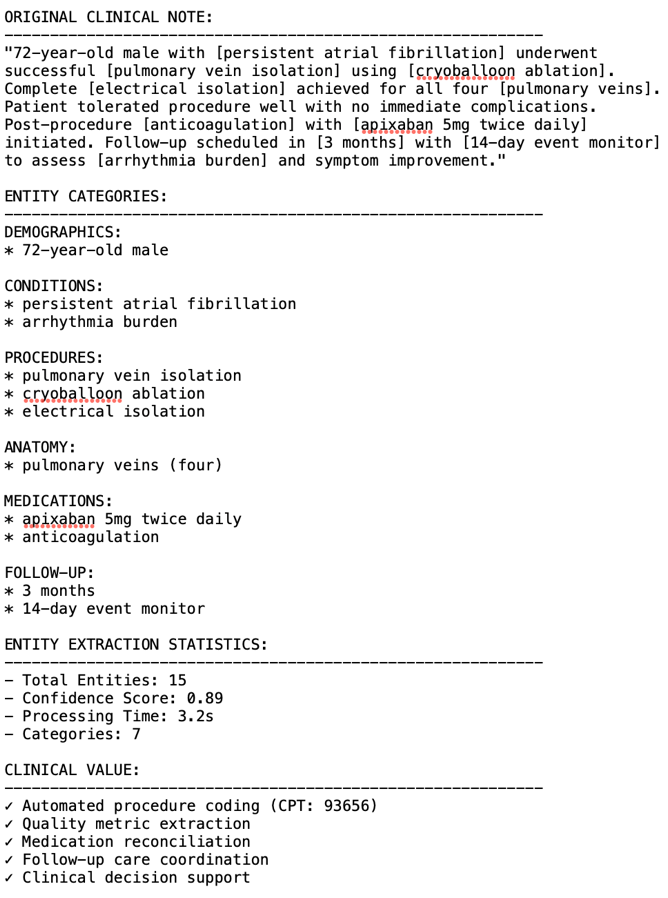 ORIGINAL CLINICAL NOTE:
------------------------------------------------------------
"72-year-old male with [persistent atrial fibrillation] underwent
successful [pulmonary vein isolation] using [cryoballoon ablation].
Complete [electrical isolation] achieved for all four [pulmonary veins].
Patient tolerated procedure well with no immediate complications.
Post-procedure [anticoagulation] with [apixaban 5mg twice daily]
initiated. Follow-up scheduled in [3 months] with [14-day event monitor]
to assess [arrhythmia burden] and symptom improvement."
ENTITY CATEGORIES:
------------------------------------------------------------
DEMOGRAPHICS:
* 72-year-old male
CONDITIONS:
* persistent atrial fibrillation
* arrhythmia burden
PROCEDURES:
* pulmonary vein isolation
* cryoballoon ablation
* electrical isolation
ANATOMY:
* pulmonary veins (four)
MEDICATIONS:
* apixaban 5mg twice daily
* anticoagulation
FOLLOW-UP:
* 3 months
* 14-day event monitor
ENTITY EXTRACTION STATISTICS:
------------------------------------------------------------
- Total Entities: 15
- Confidence Score: 0.89
- Processing Time: 3.2s
- Categories: 7
CLINICAL VALUE:
------------------------------------------------------------
✓ Automated procedure coding (CPT: 93656)
✓ Quality metric extraction
✓ Medication reconciliation
✓ Follow-up care coordination
✓ Clinical decision support